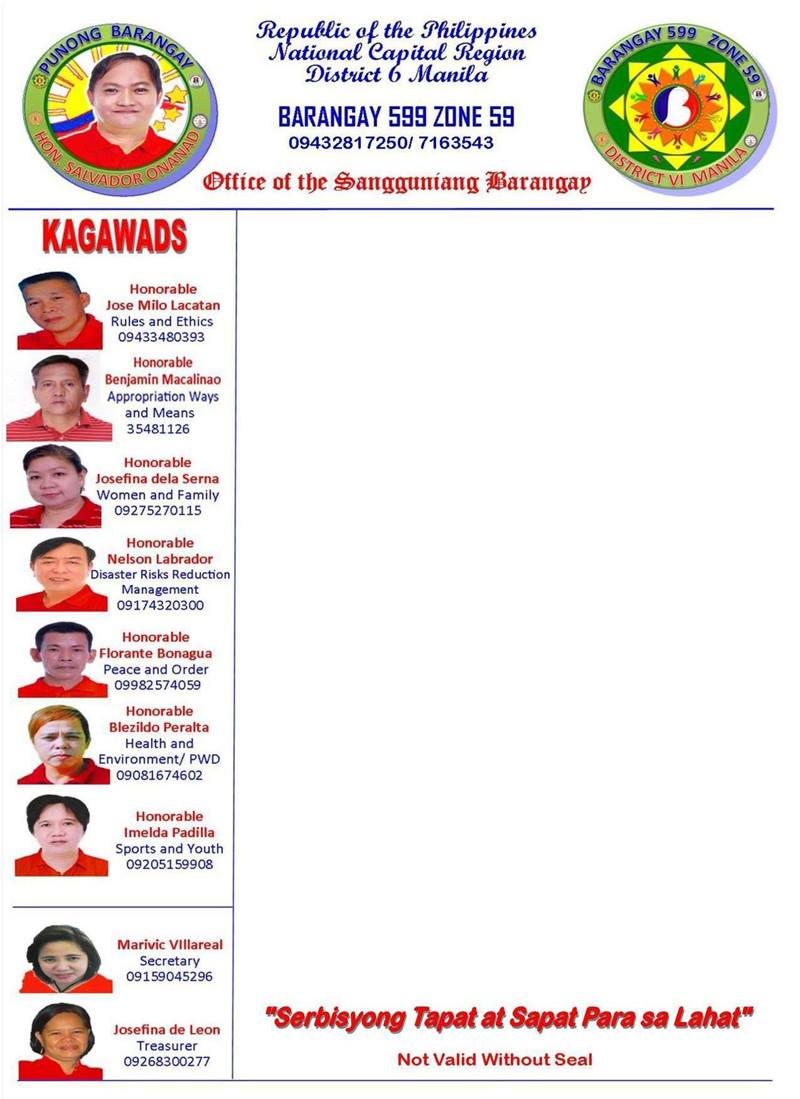 PUNONG BARANGAY
HON. SALVADOR ONANAD
Republic of the Philippines
National Capital Region
District 6 Manila
BARANGAY 599 ZONE 59
09432817250/ 7163543
Office of the Sangguniang Barangay
BARANGAY 599 ZONE 59
DISTRICT VI MANILA
KAGAWADS
Honorable
Jose Milo Lacatan
Rules and Ethics
09433480393
Honorable
Benjamin Macalinao
Appropriation Ways
and Means
35481126
Honorable
Josefina dela Serna
Women and Family
09275270115
Honorable
Nelson Labrador
Disaster Risks Reduction
Management
09174320300
Honorable
Florante Bonagua
Peace and Order
09982574059
Honorable
Blezildo Peralta
Health and
Environment/ PWD
09081674602
Honorable
Imelda Padilla
Sports and Youth
09205159908
Marivic VIllareal
Secretary
09159045296
Josefina de Leon
Treasurer
09268300277
"Serbisyong Tapat at Sapat Para sa Lahat"
Not Valid Without Seal